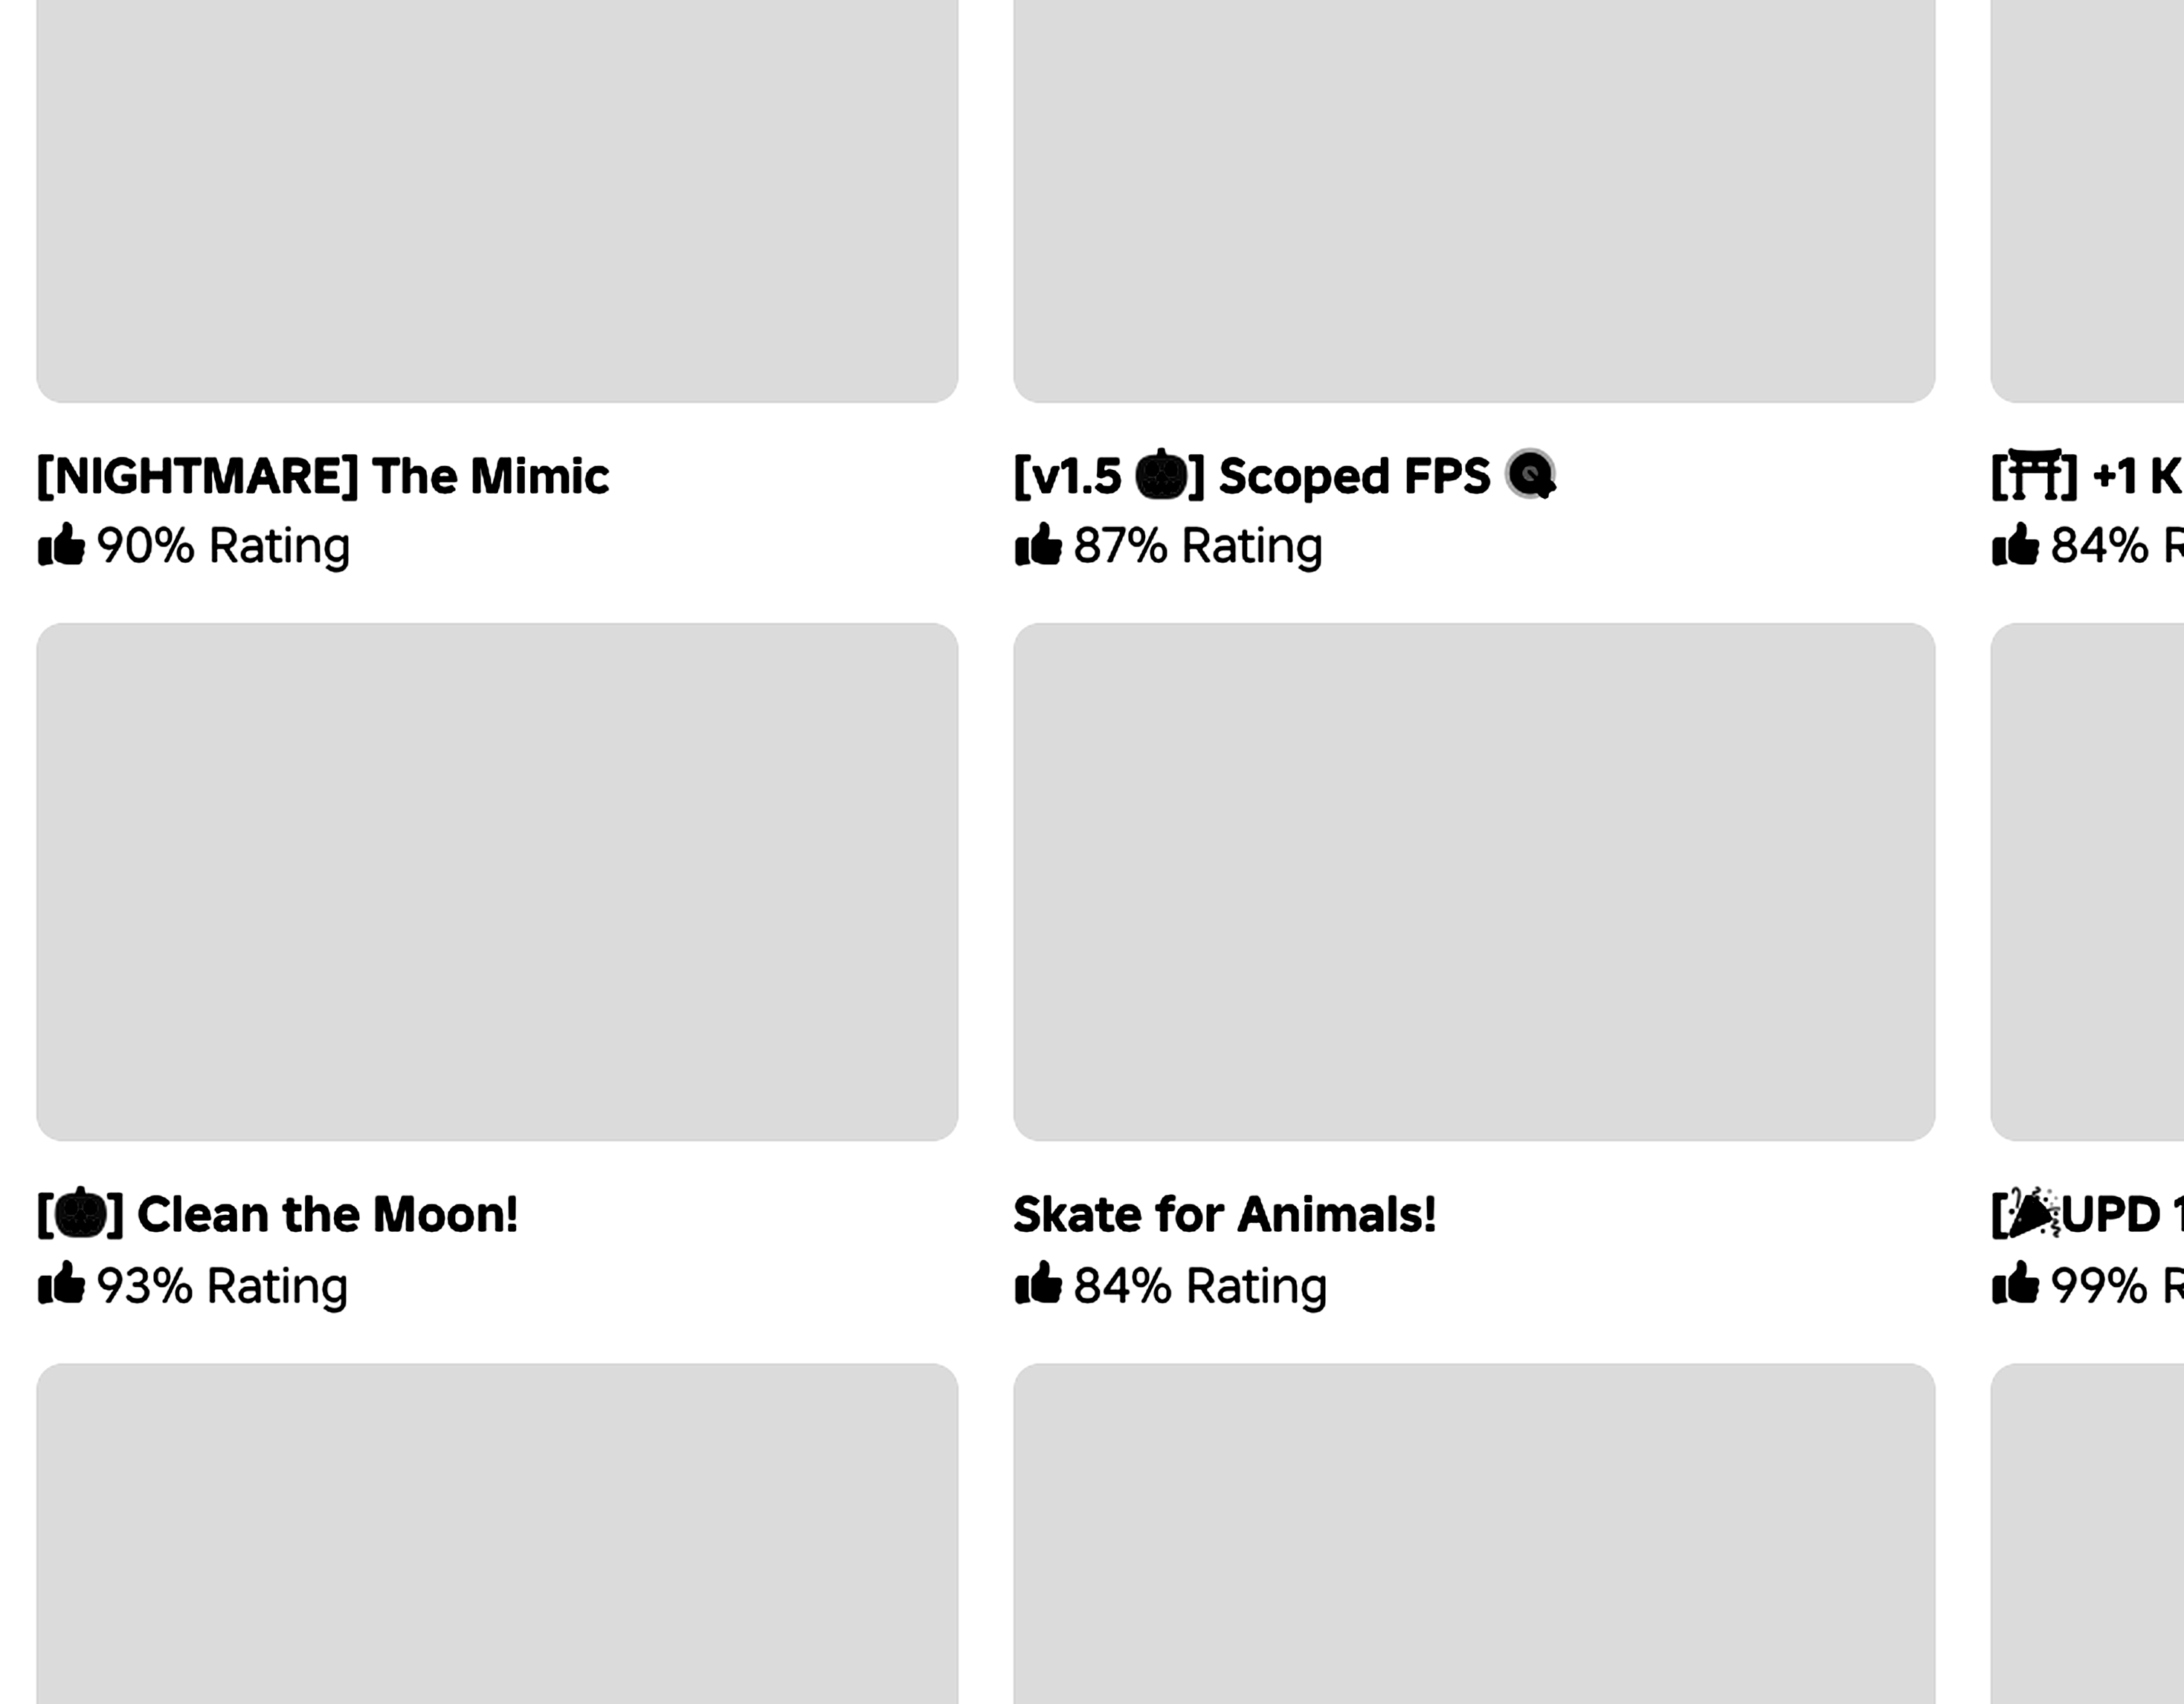 [NIGHTMARE] The Mimic
90% Rating
[v1.5 🎃] Scoped FPS
87% Rating
[⛩] +1 K
84%
[🎃] Clean the Moon!
93% Rating
Skate for Animals!
84% Rating
[🎉UPD 1
99%